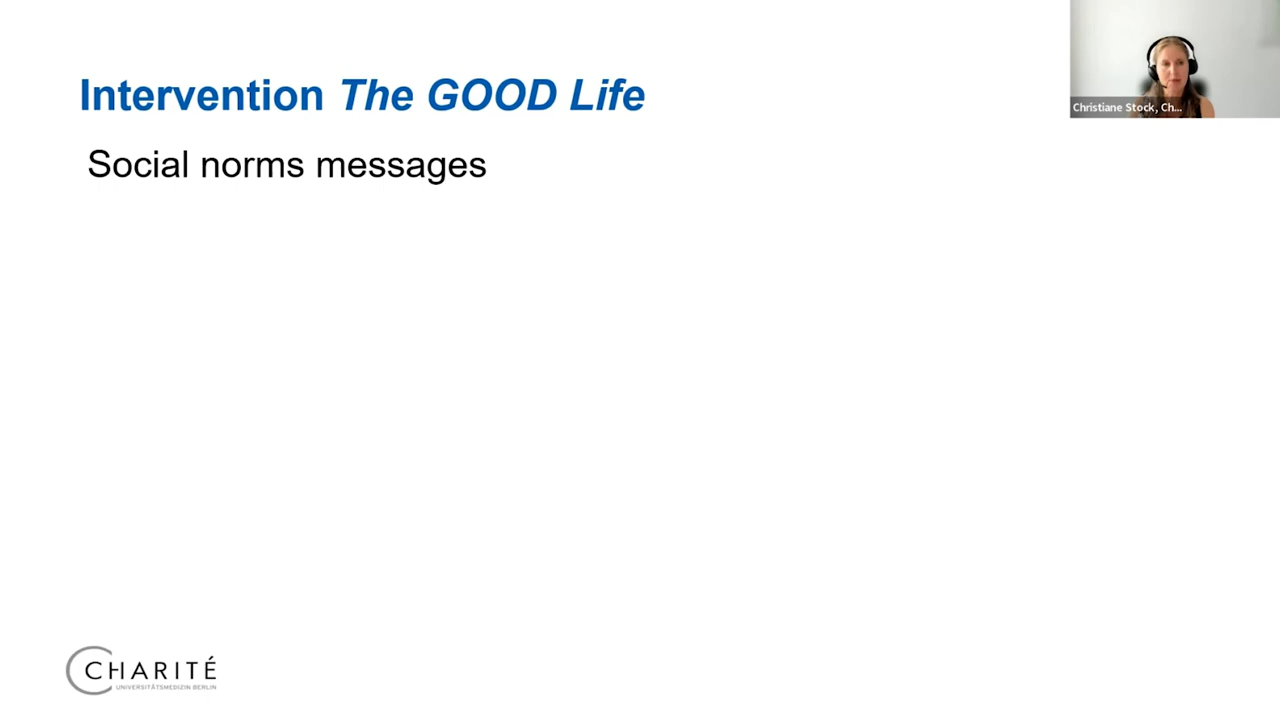 Intervention The GOOD Life
Christiane Stock, Ch...
Social norms messages
CHARITÉ
UNIVERSITÄTSMEDIZIN BERLIN